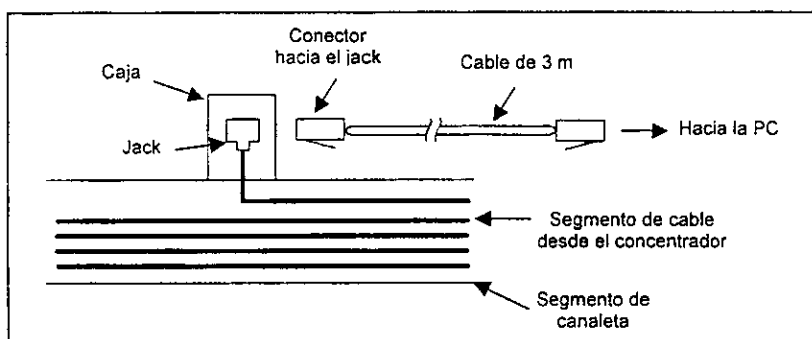 Conector
hacia el jack
Cable de 3 m
Caja
Jack
Hacia la PC
Segmento de cable
desde el concentrador
Segmento de
canaleta